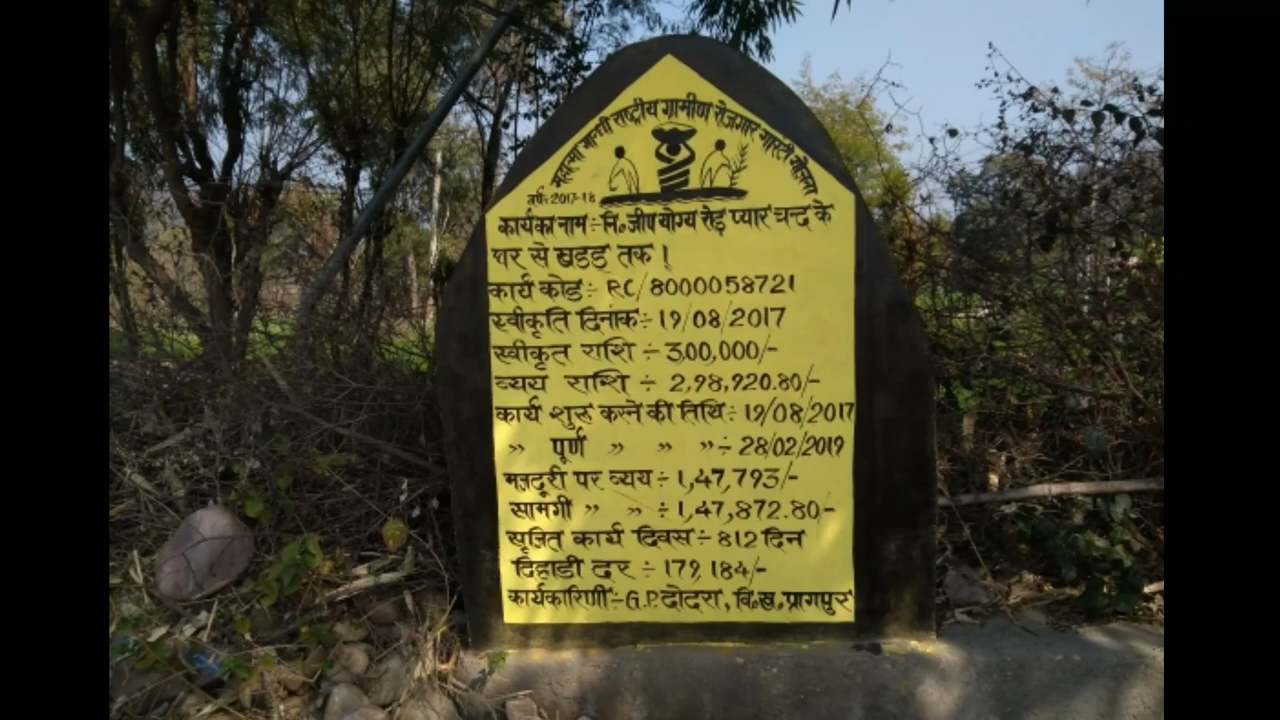 महात्मा गान्धी राष्ट्रीय ग्रामीण रोजगार गारंटी योजना
वर्ष÷2017-18
कार्य का नाम ÷ नि॰ जीप योग्य रोड़ प्यार चन्द के
घर से खडड तक।
कार्य कोड÷ RC/8000058721
स्वीकृति दिनांक÷ 19/08/2017
स्वीकृत राशि ÷ 3,00,000/-
व्यय राशि ÷ 2,98,920.80/-
कार्य शुरु करने की तिथि÷ 19/08/2017
” पूर्ण ” ” ”÷ 28/02/2019
मजदूरी पर व्यय÷ 1,47,793/-
सामग्री ” ” ÷ 1,47,872.80/-
सृजित कार्य दिवस÷ 812 दिन
दिहाडी दर ÷ 179, 184/-
कार्यकारिणी÷ G.P. दोदरा, वि॰ख॰ प्रागपुर